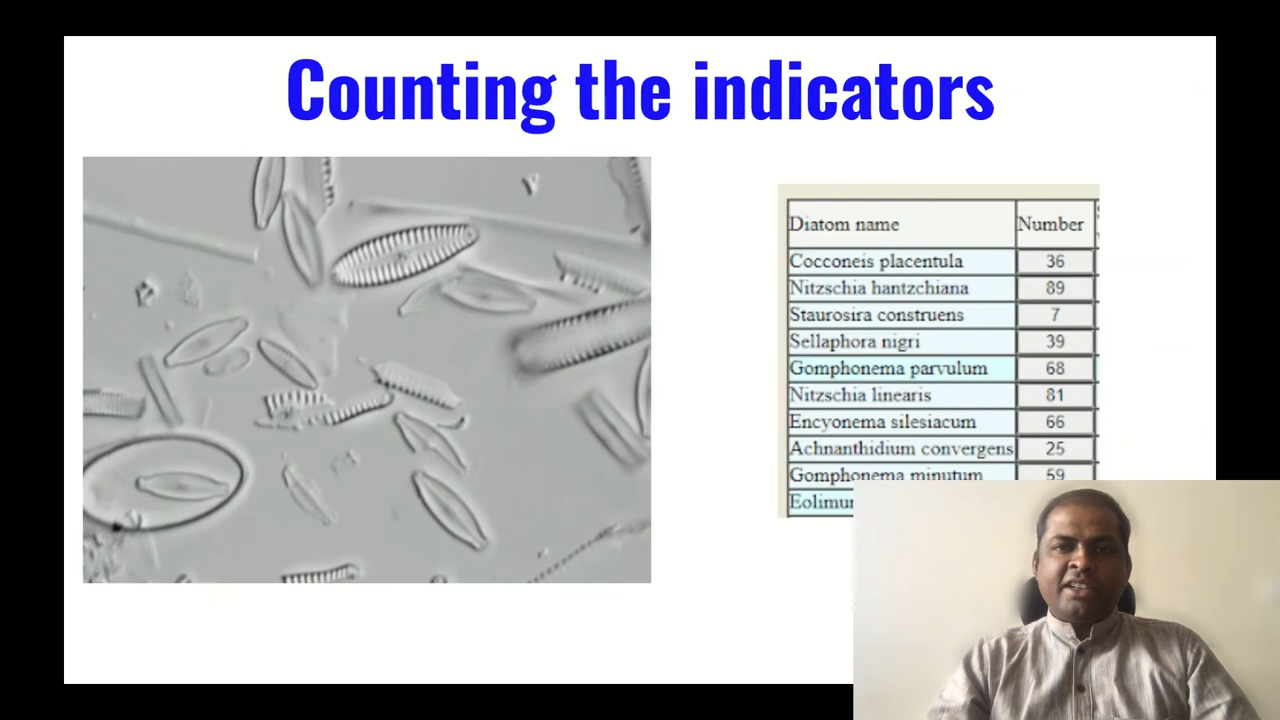 Counting the indicators
Diatom name Number
Cocconeis placentula 36
Nitzschia hantzchiana 89
Staurosira construens 7
Sellaphora nigri 39
Gomphonema parvulum 68
Nitzschia linearis 81
Encyonema silesiacum 66
Achnanthidium convergens 25
Gomphonema minutum 59